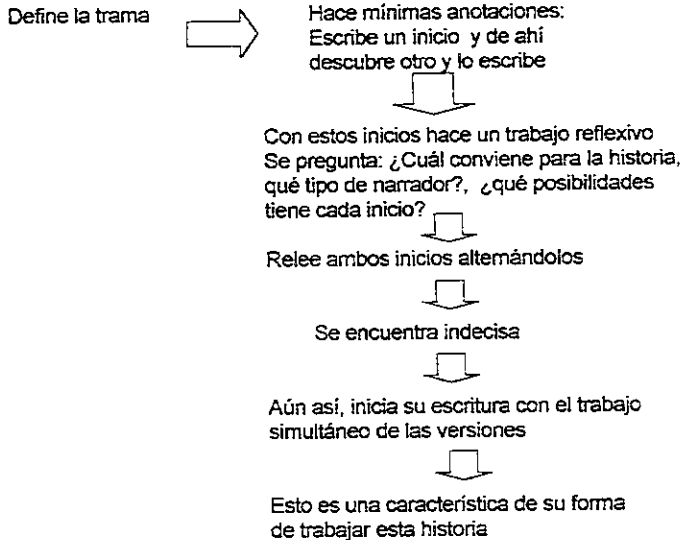 Define la trama
Hace mínimas anotaciones:
Escribe un inicio y de ahí
descubre otro y lo escribe
Con estos inicios hace un trabajo reflexivo
Se pregunta: ¿Cuál conviene para la historia,
qué tipo de narrador?, ¿qué posibilidades
tiene cada inicio?
Relee ambos inicios alternándolos
Se encuentra indecisa
Aún así, inicia su escritura con el trabajo
simultáneo de las versiones
Esto es una característica de su forma
de trabajar esta historia